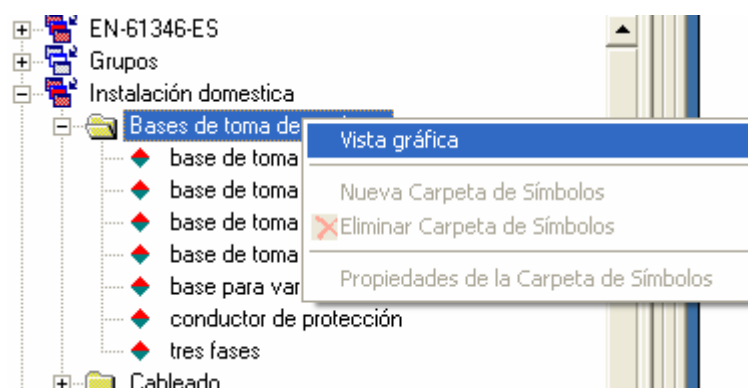 EN-61346-ES
Grupos
Instalación domestica
Bases de toma de
Vista gráfica
base de toma
base de toma
Nueva Carpeta de Símbolos
base de toma
Eliminar Carpeta de Símbolos
base de toma
base para var
Propiedades de la Carpeta de Símbolos
conductor de protección
tres fases
Cableado